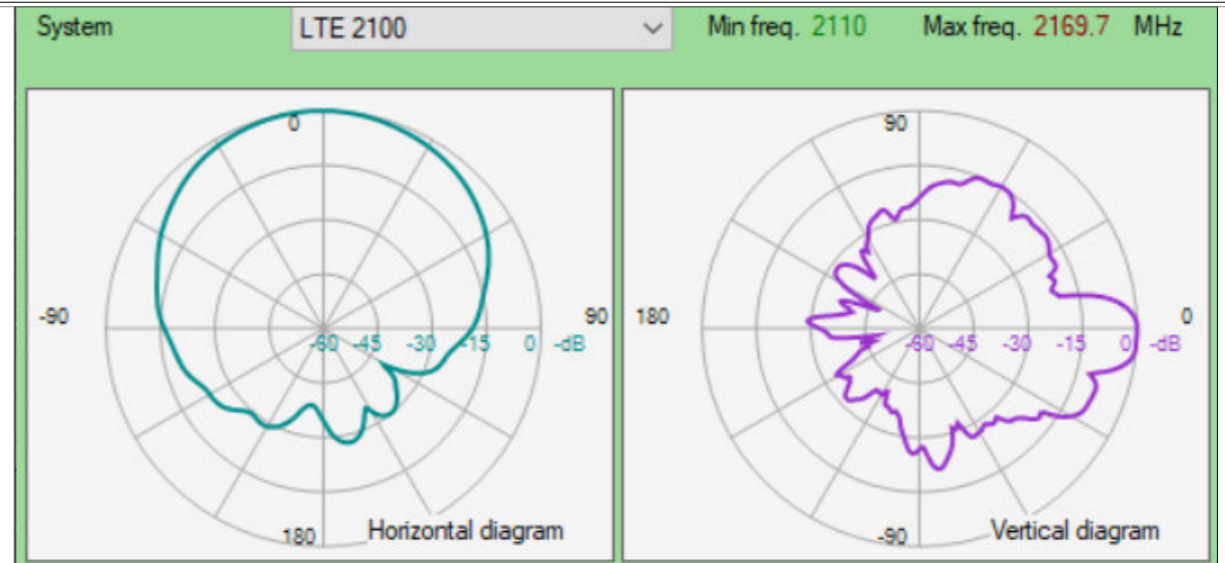 System LTE 2100 Min freq. 2110 Max freq. 2169.7 MHz
0
-90 90
-60 -45 -30 -15 0 -dB
180 Horizontal diagram
90
180 0
-60 -45 -30 -15 0 -dB
-90 Vertical diagram